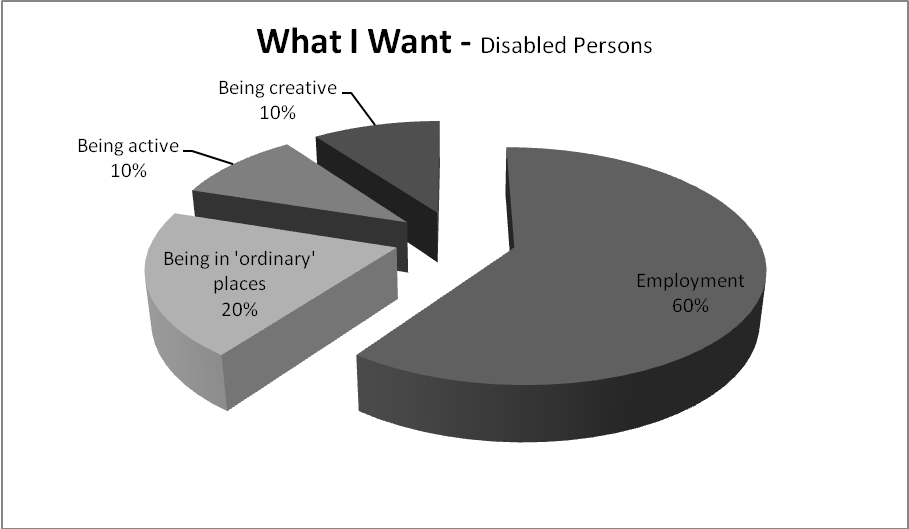 What I Want - Disabled Persons
Being creative
10%
Being active
10%
Being in 'ordinary'
places
20%
Employment
60%